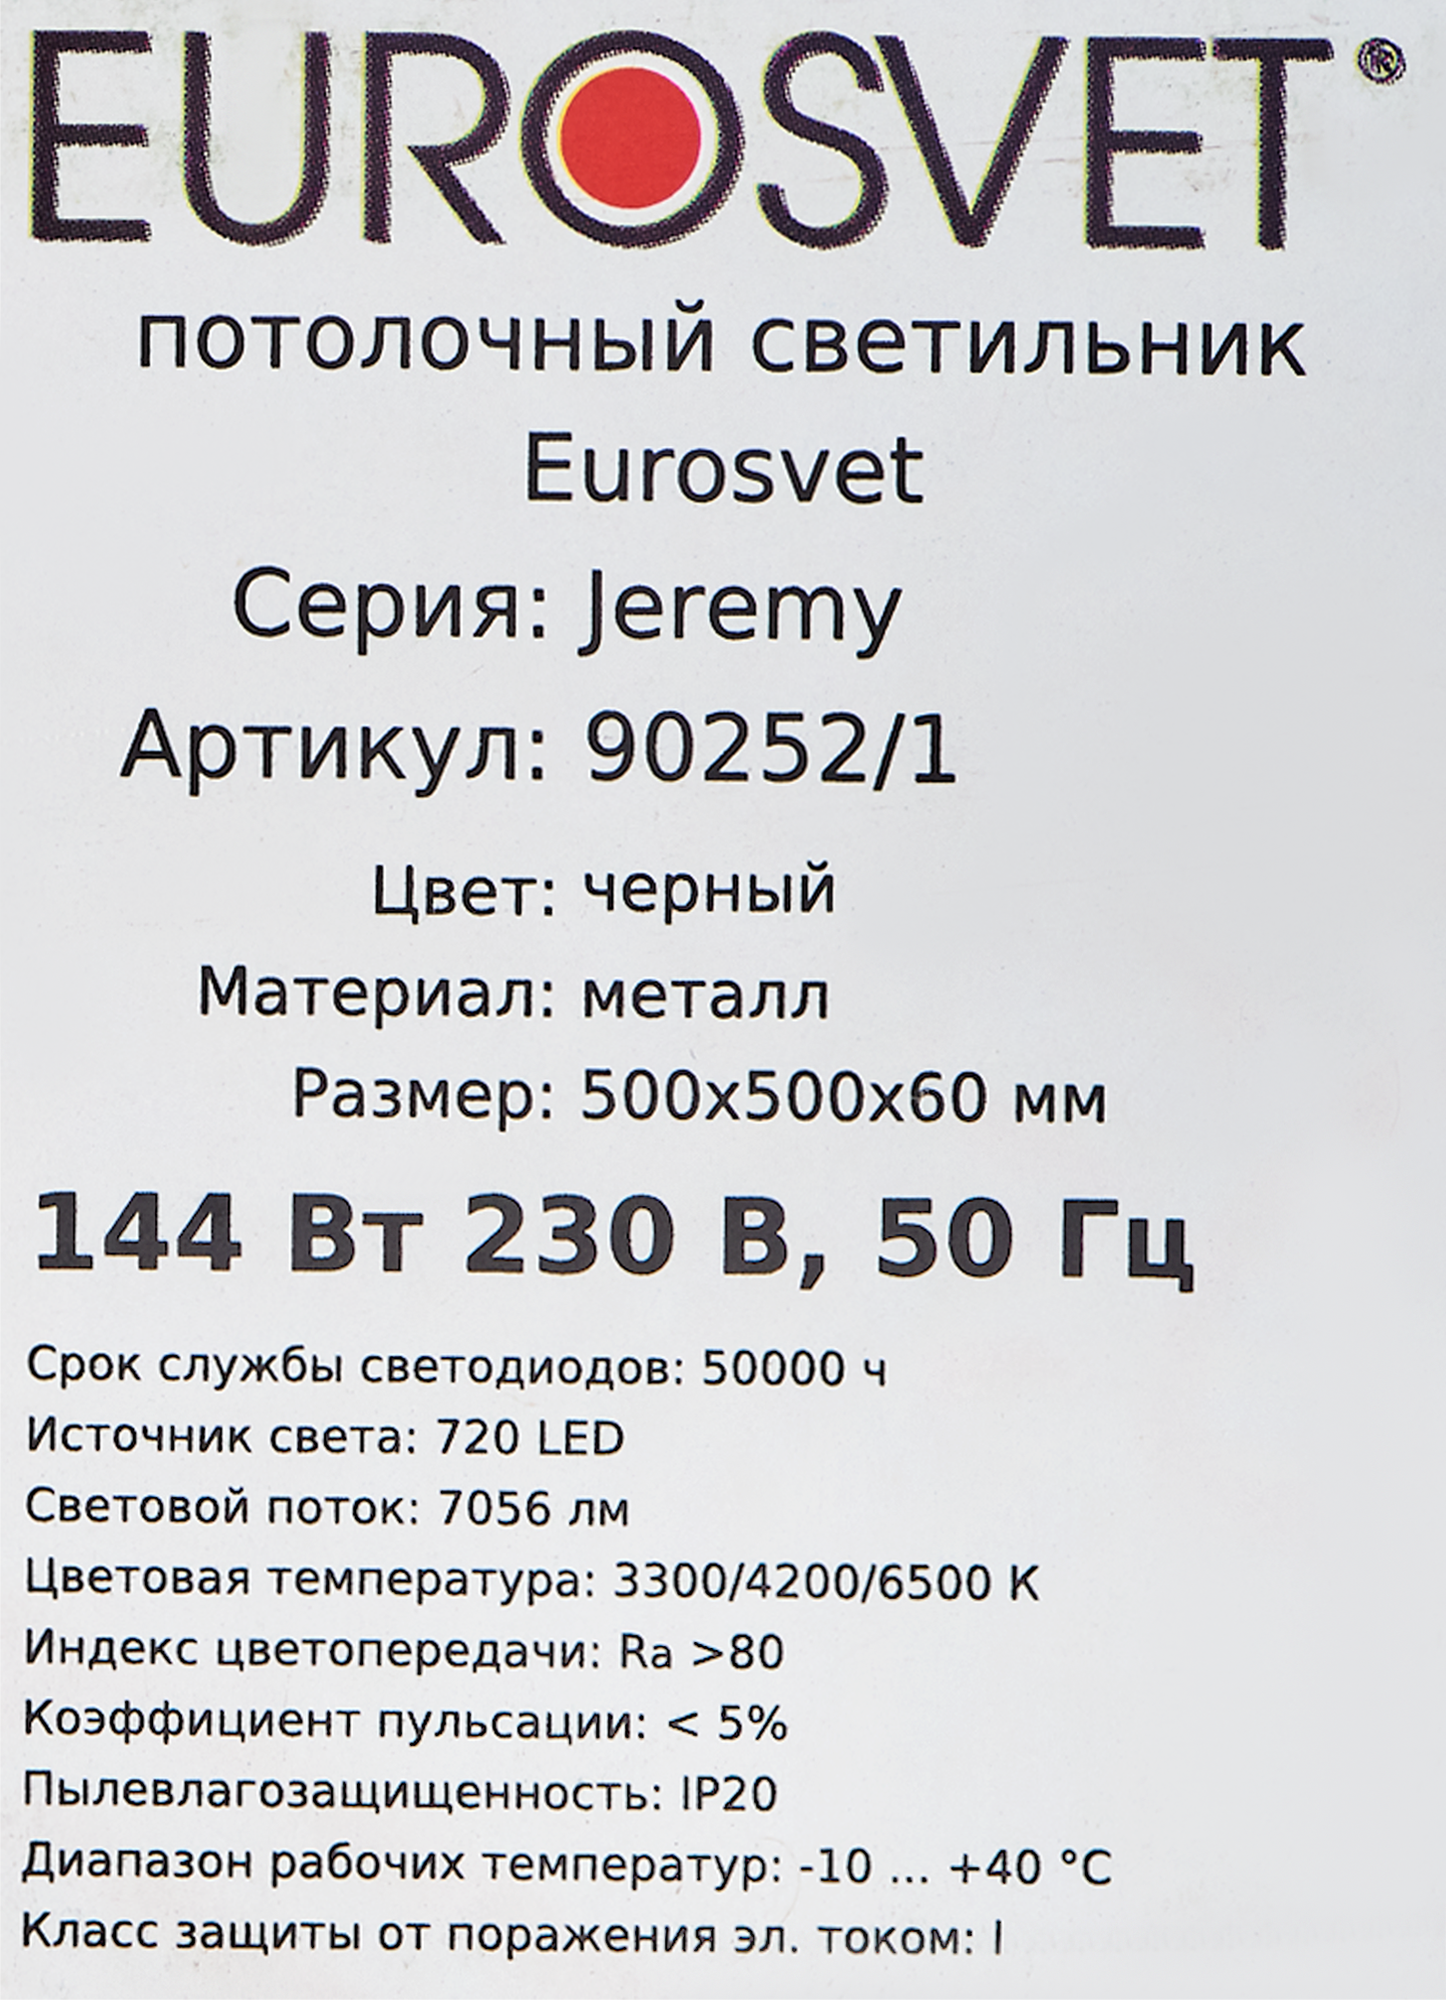 EUROSVET®
потолочный светильник
Eurosvet
Серия: Jeremy
Артикул: 90252/1
Цвет: черный
Материал: металл
Размер: 500x500x60 мм
144 Вт 230 В, 50 Гц
Срок службы светодиодов: 50000 ч
Источник света: 720 LED
Световой поток: 7056 лм
Цветовая температура: 3300/4200/6500 К
Индекс цветопередачи: Ra >80
Коэффициент пульсации: < 5%
Пылевлагозащищенность: IP20
Диапазон рабочих температур: -10 ... +40 °C
Класс защиты от поражения эл. током: I